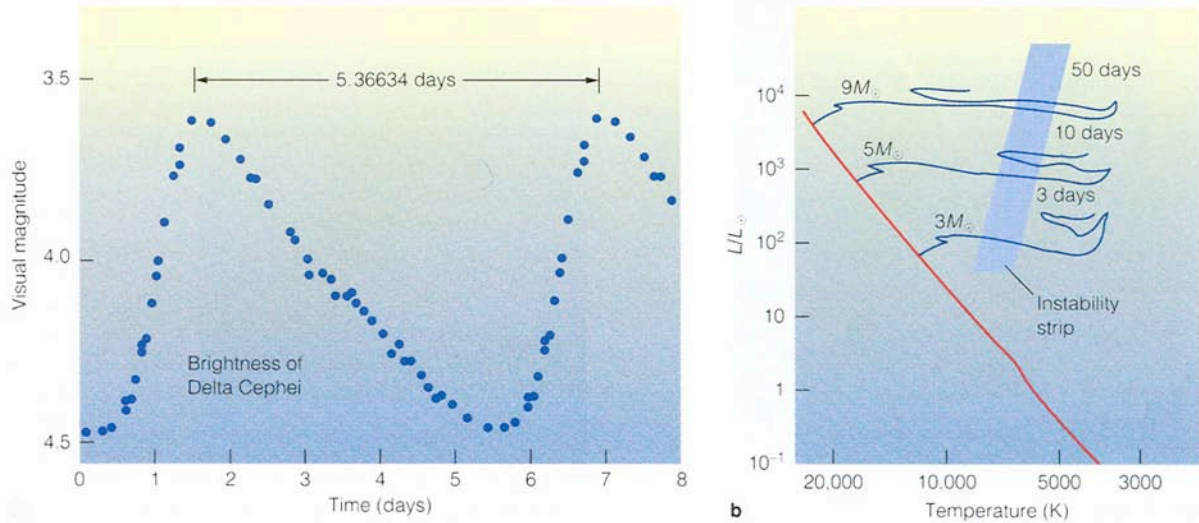 3.5
4.0
4.5
Visual magnitude
5.36634 days
Brightness of
Delta Cephei
0 1 2 3 4 5 6 7 8
Time (days)
10⁴
10³
10²
10
1
10⁻¹
L/L☉
9M☉
5M☉
3M☉
50 days
10 days
3 days
Instability
strip
20,000 10,000 5000 3000
b Temperature (K)